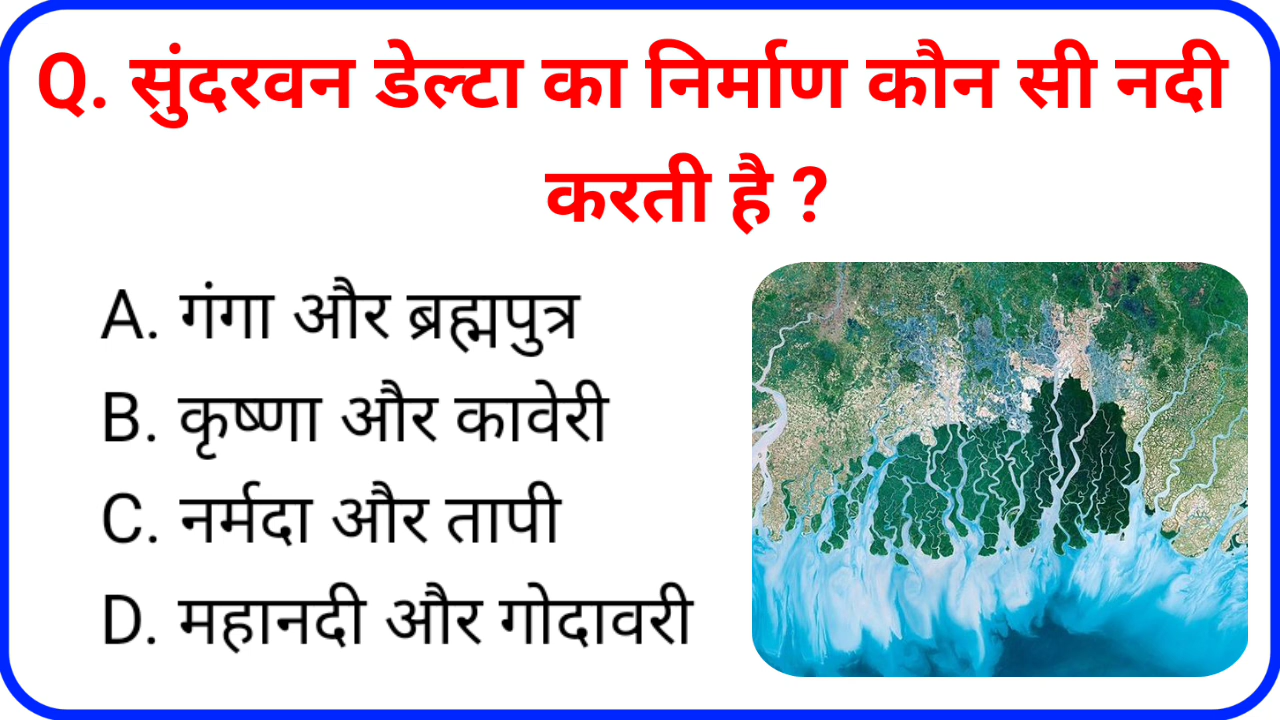 Q. सुंदरवन डेल्टा का निर्माण कौन सी नदी
करती है ?
A. गंगा और ब्रह्मपुत्र
B. कृष्णा और कावेरी
C. नर्मदा और तापी
D. महानदी और गोदावरी